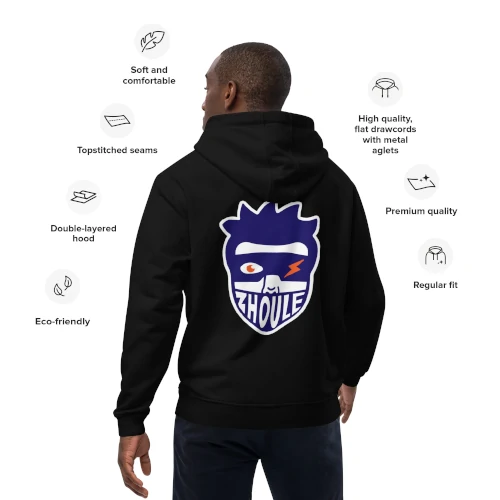 Soft and
comfortable
Topstitched seams
Double-layered
hood
Eco-friendly
High quality,
flat drawcords
with metal
aglets
Premium quality
Regular fit
ZHOULE